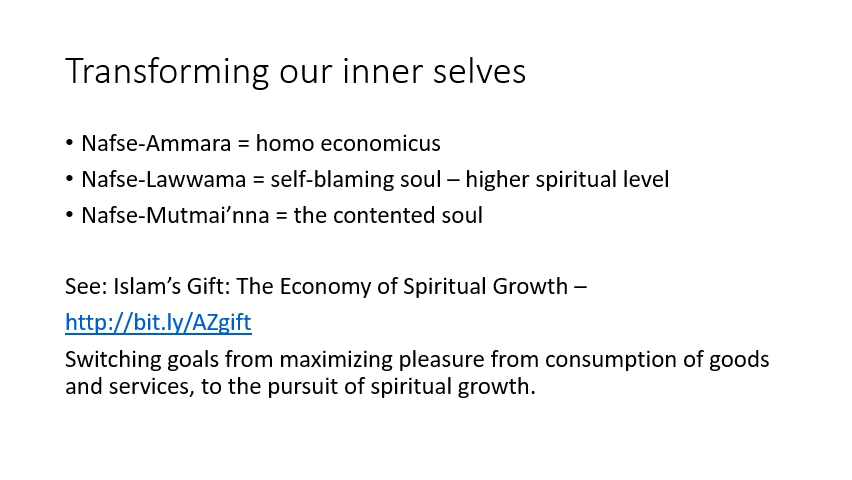 Transforming our inner selves
• Nafse-Ammara = homo economicus
• Nafse-Lawwama = self-blaming soul – higher spiritual level
• Nafse-Mutmai’nna = the contented soul
See: Islam’s Gift: The Economy of Spiritual Growth –
http://bit.ly/AZgift
Switching goals from maximizing pleasure from consumption of goods
and services, to the pursuit of spiritual growth.